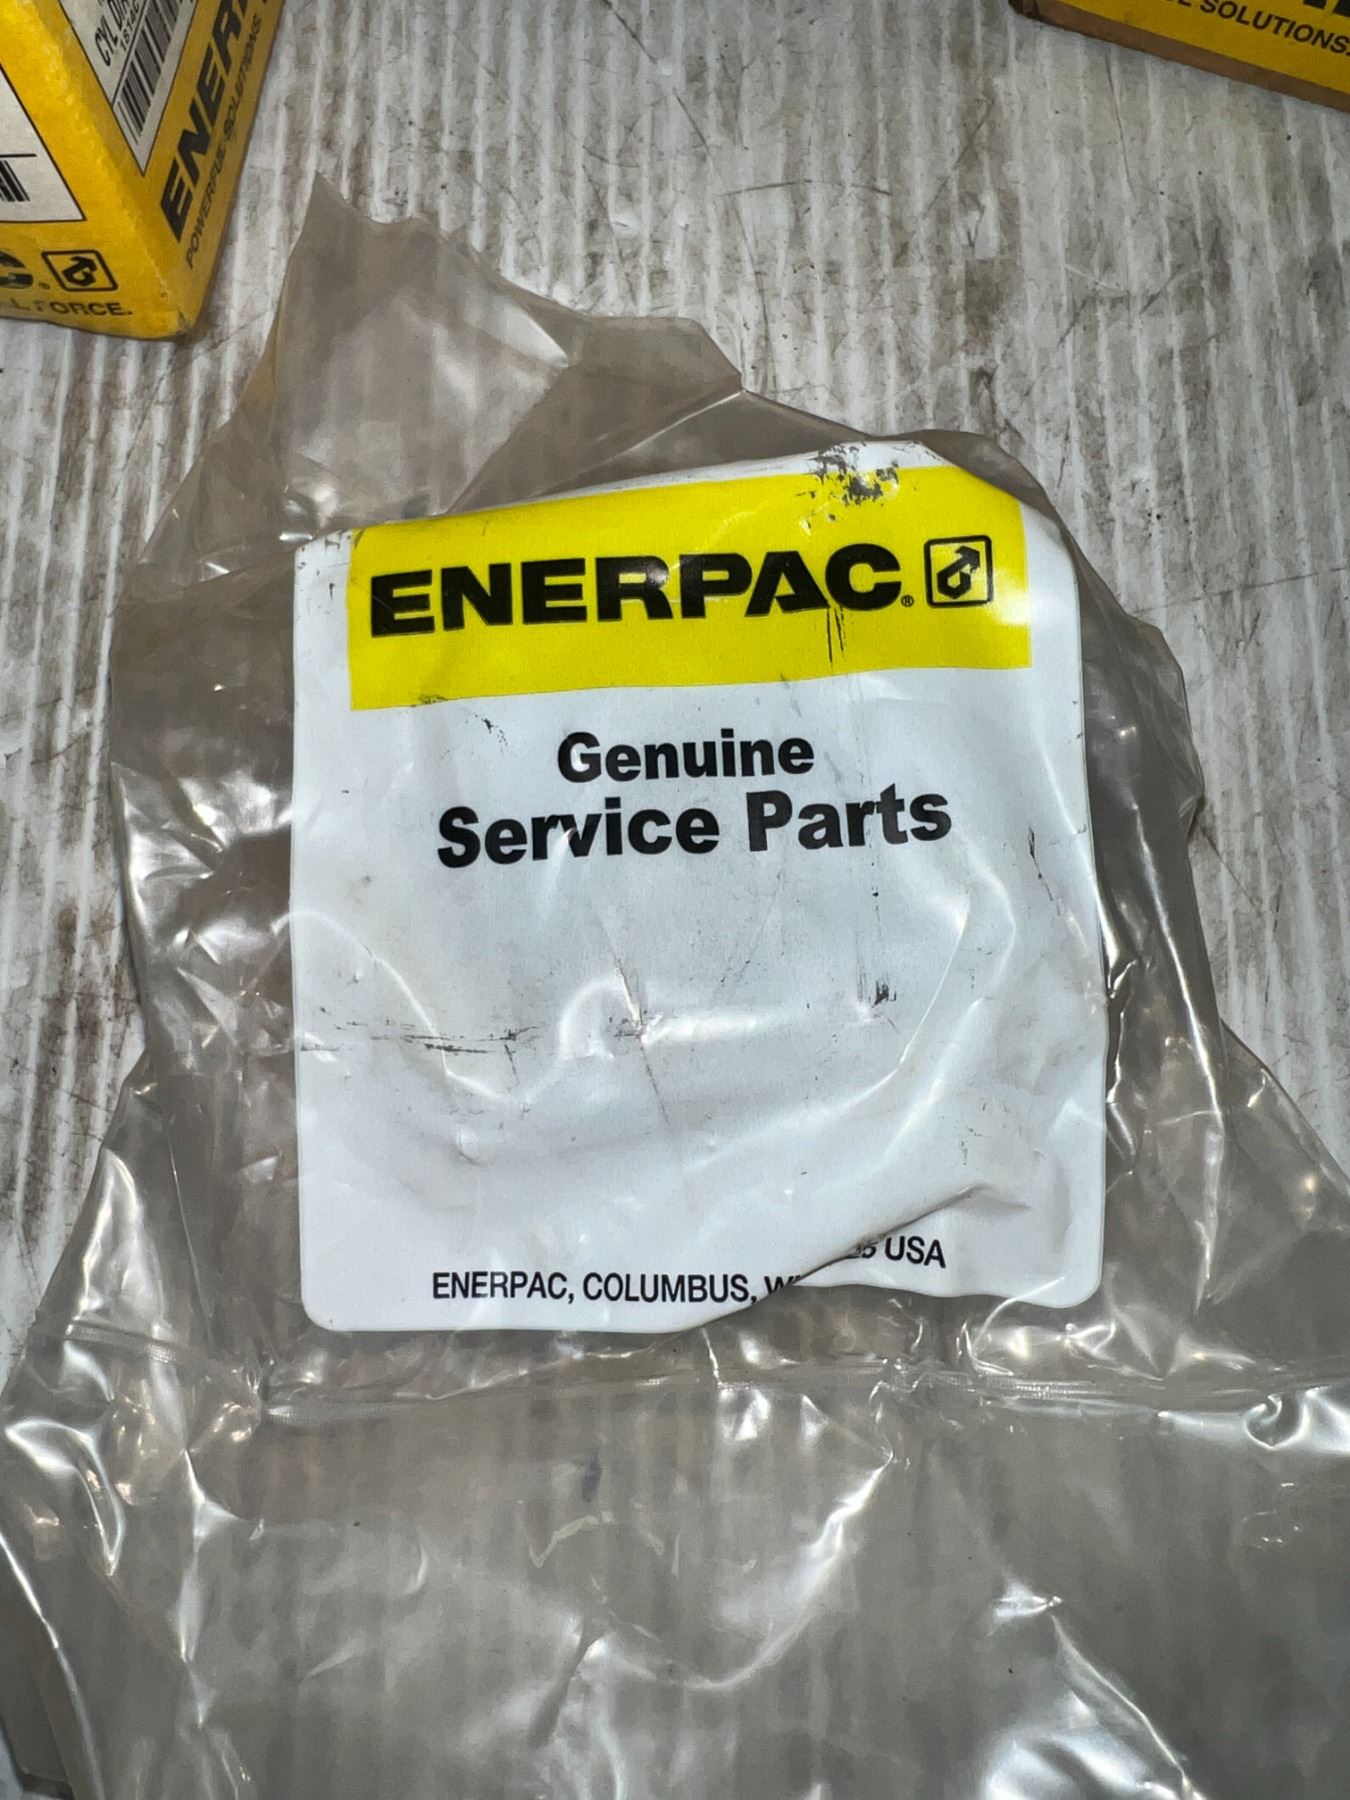 ENERPAC
POWERFUL SOLUTIONS.
FORCE.
SOLUTIONS.
ENERPAC®
Genuine
Service Parts
ENERPAC, COLUMBUS, USA